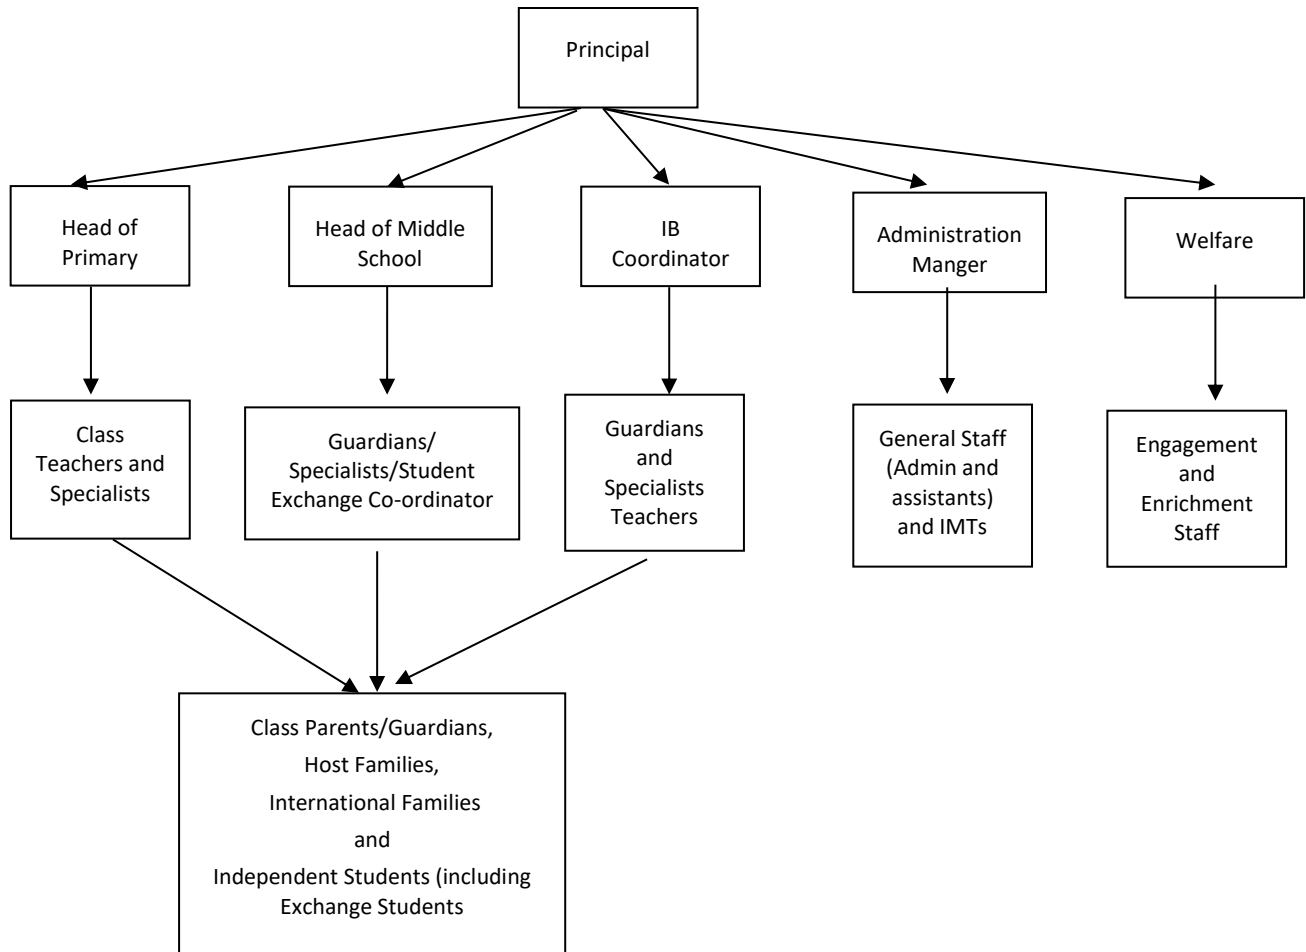 Principal
Head of
Primary
Head of Middle
School
IB
Coordinator
Administration
Manger
Welfare
Class
Teachers and
Specialists
Guardians/
Specialists/Student
Exchange Co-ordinator
Guardians
and
Specialists
Teachers
General Staff
(Admin and
assistants)
and IMTs
Engagement
and
Enrichment
Staff
Class Parents/Guardians,
Host Families,
International Families
and
Independent Students (including
Exchange Students